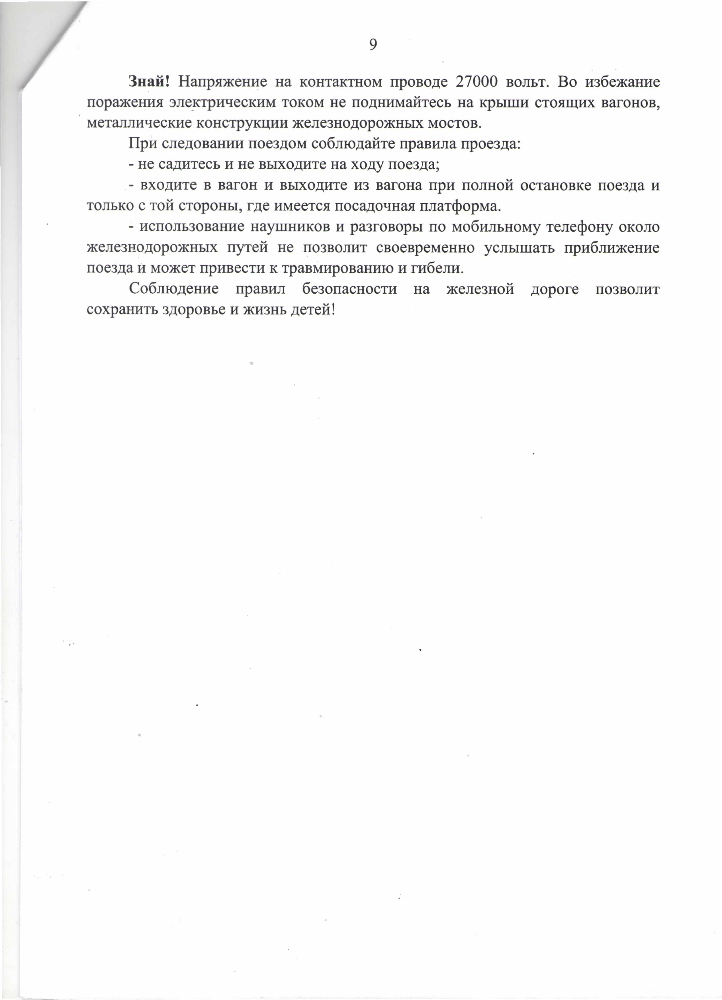 9
Знай! Напряжение на контактном проводе 27000 вольт. Во избежание
поражения электрическим током не поднимайтесь на крыши стоящих вагонов,
металлические конструкции железнодорожных мостов.
При следовании поездом соблюдайте правила проезда:
- не садитесь и не выходите на ходу поезда;
- входите в вагон и выходите из вагона при полной остановке поезда и
только с той стороны, где имеется посадочная платформа.
- использование наушников и разговоры по мобильному телефону около
железнодорожных путей не позволит своевременно услышать приближение
поезда и может привести к травмированию и гибели.
Соблюдение правил безопасности на железной дороге позволит
сохранить здоровье и жизнь детей!